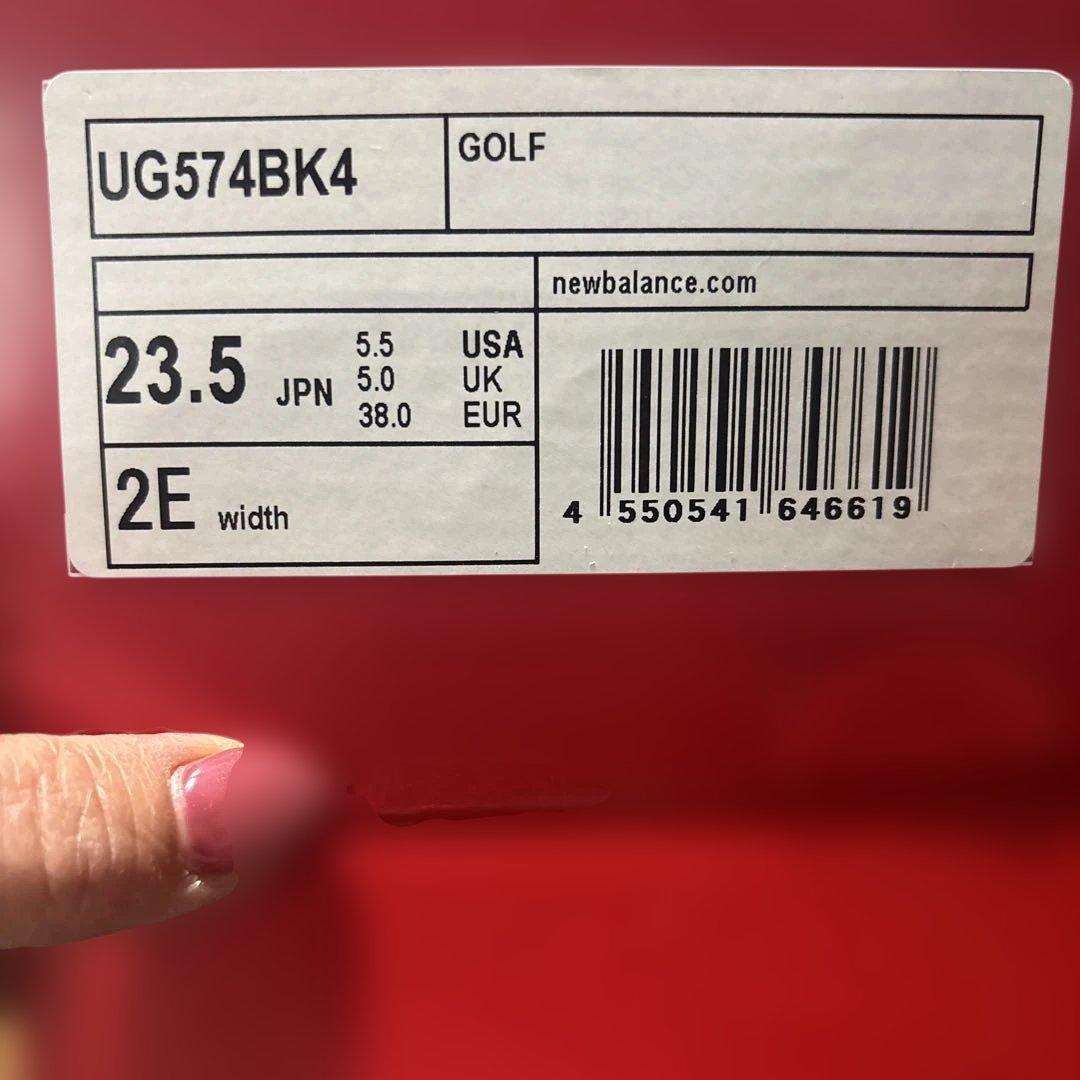 UG574BK4
GOLF
newbalance.com
23.5 JPN
5.5 USA
5.0 UK
38.0 EUR
2E width
4 550541 646619